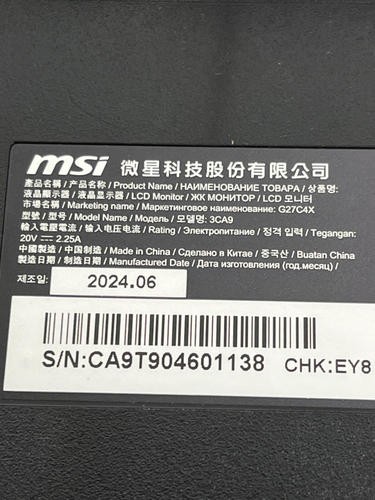 msi 微星科技股份有限公司
產品名稱 / 产品名称 / Product Name / НАИМЕНОВАНИЕ ТОВАРА / 상품명:
液晶顯示器 / 液晶显示器 / LCD Monitor / ЖК МОНИТОР / LCD 모니터
市場名稱 / Marketing name / Маркетинговое наименование: G27C4X
型號 / 型号 / Model Name / Модель / 모델명: 3CA9
輸入電壓電流 / 输入电压电流 / Rating / Электропитание / 정격 입력 / Tegangan:
20V ⎓ 2.25A
中國製造 / 中国制造 / Made in China / Сделано в Китае / 중국산 / Buatan China
製造年月 / 制造年月 / Manufactured Date / Дата изготовления (год.месяц) /
제조일: 2024.06
S/N:CA9T904601138 CHK:EY8